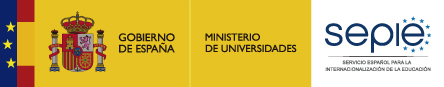 GOBIERNO
DE ESPAÑA
MINISTERIO
DE UNIVERSIDADES
sepie
SERVICIO ESPAÑOL PARA LA
INTERNACIONALIZACIÓN DE LA EDUCACIÓN